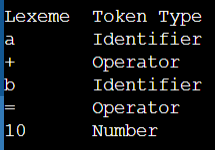 Lexeme  Token Type
a       Identifier
+       Operator
b       Identifier
=       Operator
10      Number